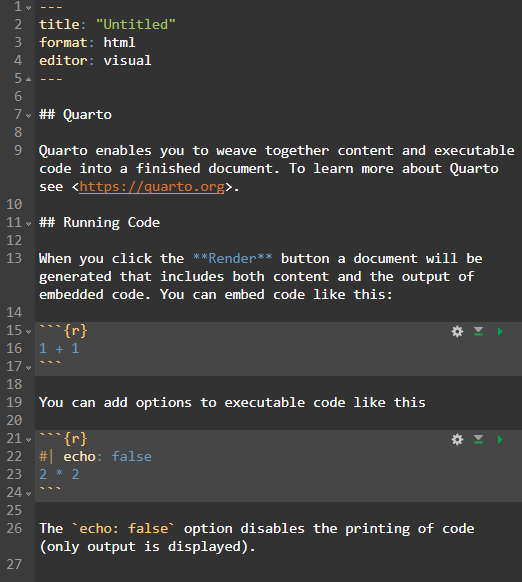 1 ---
2 title: "Untitled"
3 format: html
4 editor: visual
5 ---
6
7 ## Quarto
8
9 Quarto enables you to weave together content and executable
code into a finished document. To learn more about Quarto
see <https://quarto.org>.
10
11 ## Running Code
12
13 When you click the **Render** button a document will be
generated that includes both content and the output of
embedded code. You can embed code like this:
14
15 ```{r}
16 1 + 1
17 ```
18
19 You can add options to executable code like this
20
21 ```{r}
22 #| echo: false
23 2 * 2
24 ```
25
26 The `echo: false` option disables the printing of code
(only output is displayed).
27